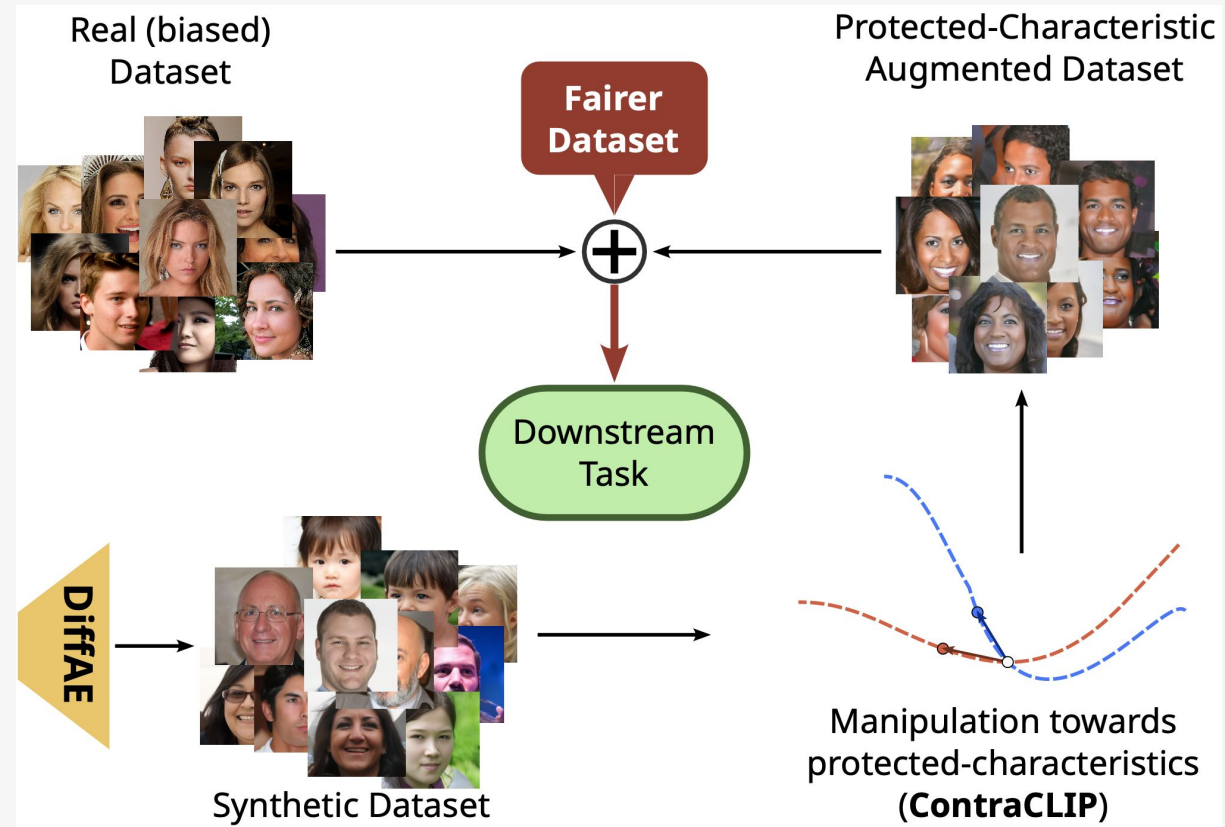 Real (biased)
Dataset
Fairer
Dataset
Protected-Characteristic
Augmented Dataset
+
Downstream
Task
DiffAE
Synthetic Dataset
Manipulation towards
protected-characteristics
(ContraCLIP)